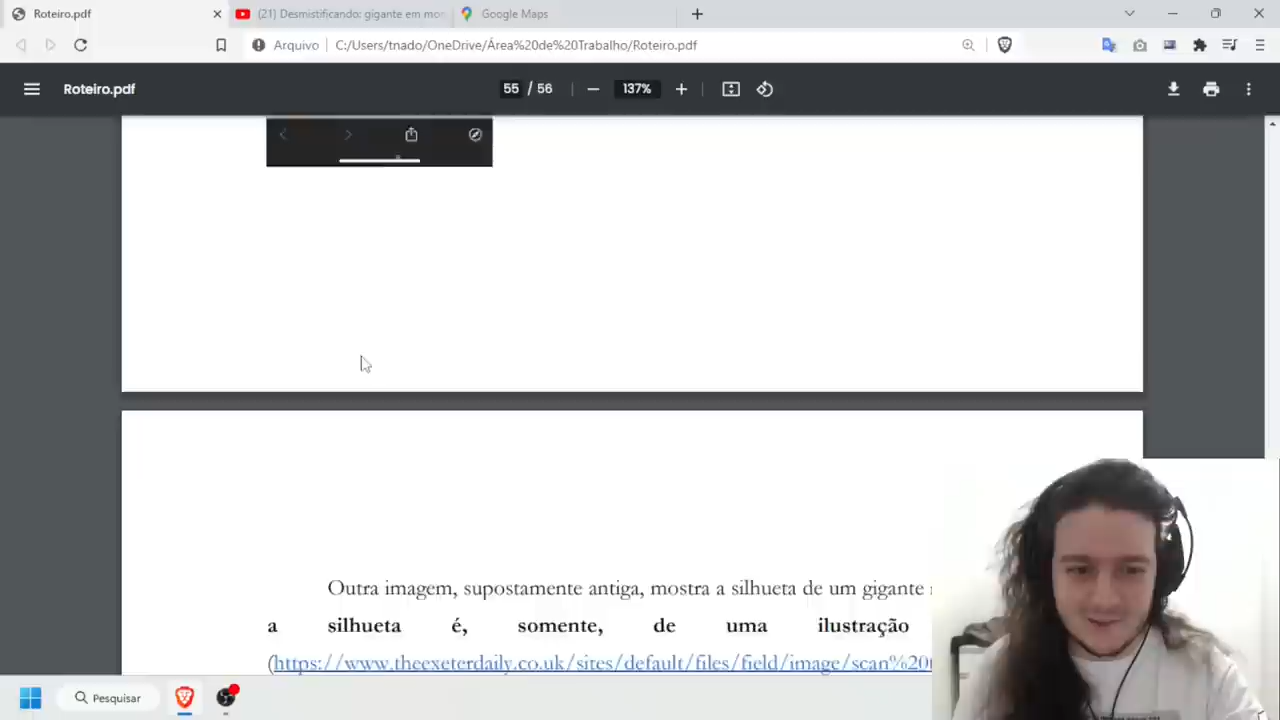 Roteiro.pdf
(21) Desmistificando: gigante em mo
Google Maps
Arquivo C:/Users/tnado/OneDrive/Área%20de%20Trabalho/Roteiro.pdf
Roteiro.pdf
55 / 56
137%
Outra imagem, supostamente antiga, mostra a silhueta de um gigante
a silhueta é, somente, de uma ilustração
(https://www.theexeterdaily.co.uk/sites/default/files/field/image/scan%20
Pesquisar